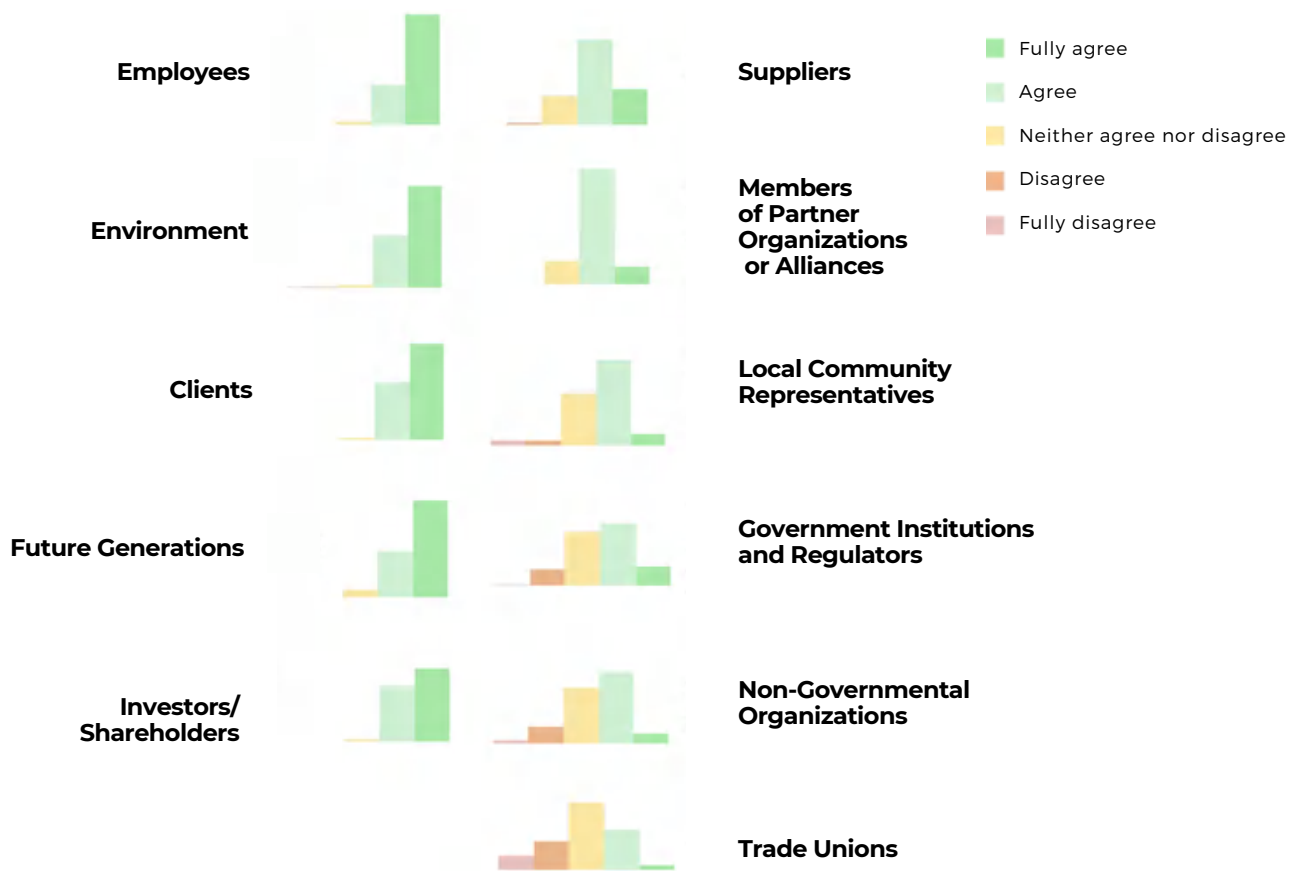 Employees
Environment
Clients
Future Generations
Investors/
Shareholders
Suppliers
Members
of Partner
Organizations
or Alliances
Local Community
Representatives
Government Institutions
and Regulators
Non-Governmental
Organizations
Trade Unions
Fully agree
Agree
Neither agree nor disagree
Disagree
Fully disagree